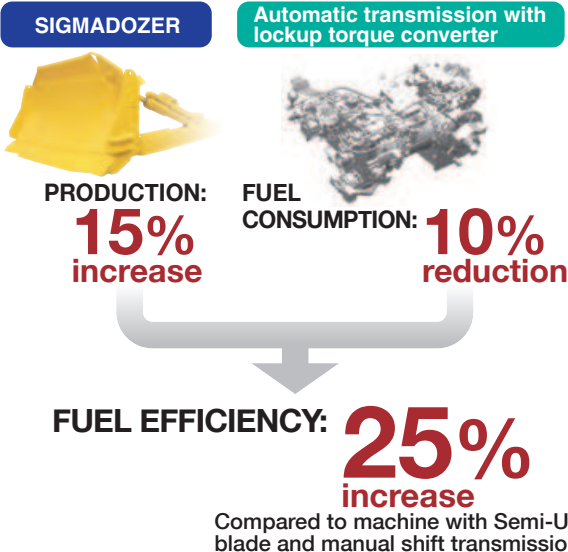 SIGMADOZER
Automatic transmission with
lockup torque converter
PRODUCTION:
15%
increase
FUEL
CONSUMPTION:
10%
reduction
FUEL EFFICIENCY:
25%
increase
Compared to machine with Semi-U
blade and manual shift transmissio